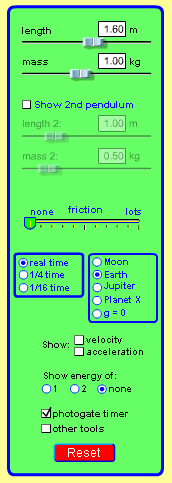 length 1.60 m
mass 1.00 kg
Show 2nd pendulum
length 2: 1.00 m
mass 2: 0.50 kg
friction
none lots
real time
1/4 time
1/16 time
Moon
Earth
Jupiter
Planet X
g = 0
Show: velocity
acceleration
Show energy of:
1 2 none
photogate timer
other tools
Reset